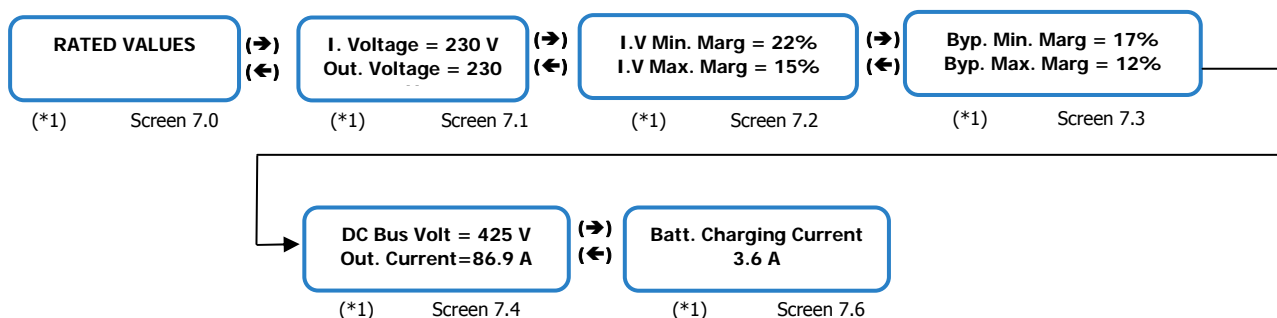 RATED VALUES
(→)
(←)
I. Voltage = 230 V
Out. Voltage = 230
(→)
(←)
I.V Min. Marg = 22%
I.V Max. Marg = 15%
(→)
(←)
Byp. Min. Marg = 17%
Byp. Max. Marg = 12%
(*1) Screen 7.0
(*1) Screen 7.1
(*1) Screen 7.2
(*1) Screen 7.3
DC Bus Volt = 425 V
Out. Current=86.9 A
(→)
(←)
Batt. Charging Current
3.6 A
(*1) Screen 7.4
(*1) Screen 7.6